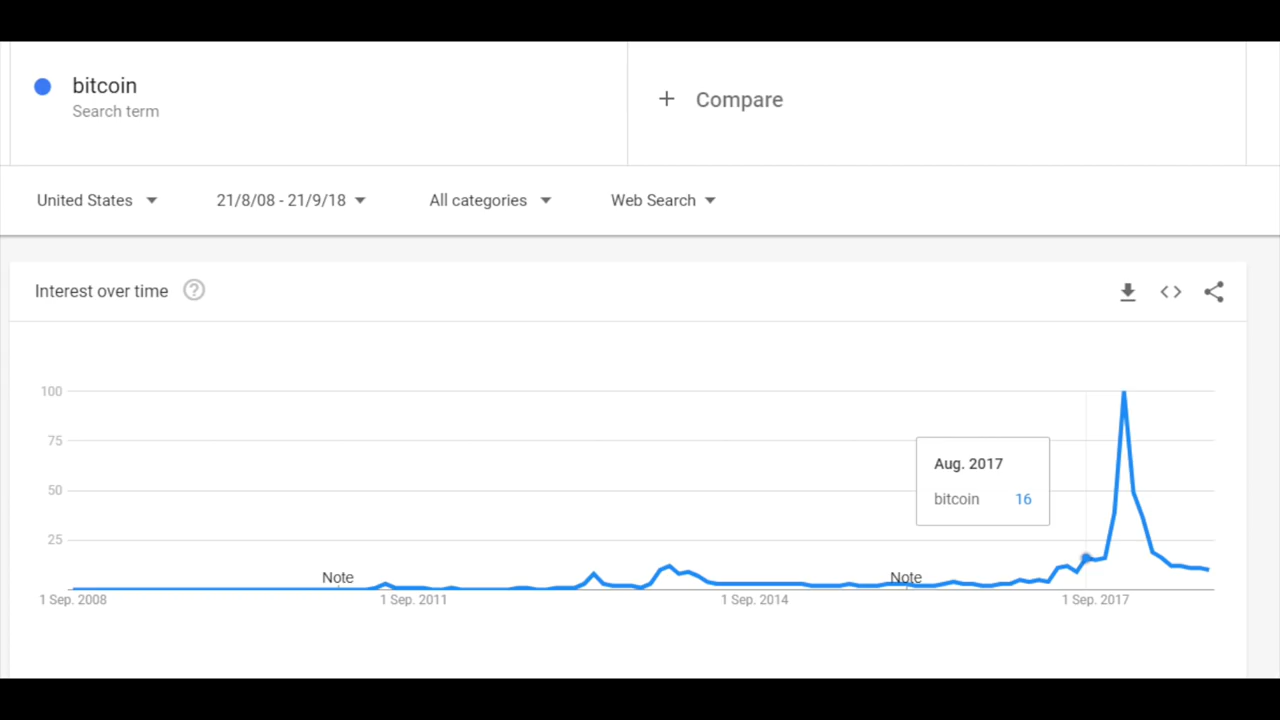 bitcoin
Search term
+ Compare
United States
21/8/08 - 21/9/18
All categories
Web Search
Interest over time
100
75
50
25
Aug. 2017
bitcoin 16
Note
Note
1 Sep. 2008
1 Sep. 2011
1 Sep. 2014
1 Sep. 2017